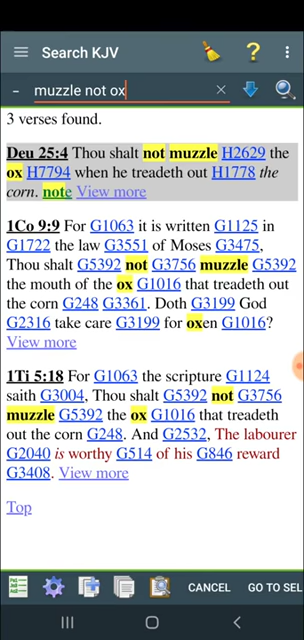 Search KJV
?
muzzle not ox
3 verses found.
Deu 25:4 Thou shalt not muzzle H2629 the
ox H7794 when he treadeth out H1778 the
corn. note View more
1Co 9:9 For G1063 it is written G1125 in
G1722 the law G3551 of Moses G3475,
Thou shalt G5392 not G3756 muzzle G5392
the mouth of the ox G1016 that treadeth out
the corn G248 G3361. Doth G3199 God
G2316 take care G3199 for oxen G1016?
View more
1Ti 5:18 For G1063 the scripture G1124
saith G3004, Thou shalt G5392 not G3756
muzzle G5392 the ox G1016 that treadeth
out the corn G248. And G2532, The labourer
G2040 is worthy G514 of his G846 reward
G3408. View more
Top
CANCEL GO TO SEL